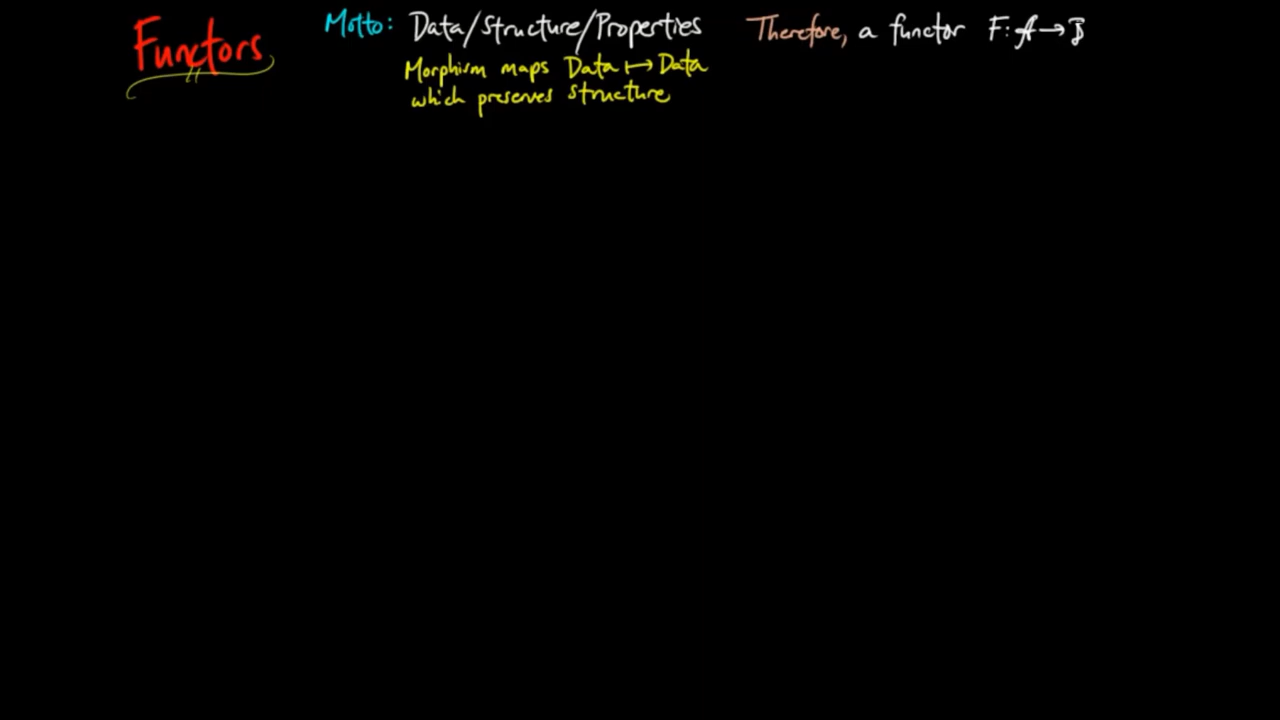 Functors
Motto: Data/Structure/Properties
Morphism maps Data ↦ Data
which preserves structure
Therefore, a functor F: 𝒜 → ℬ